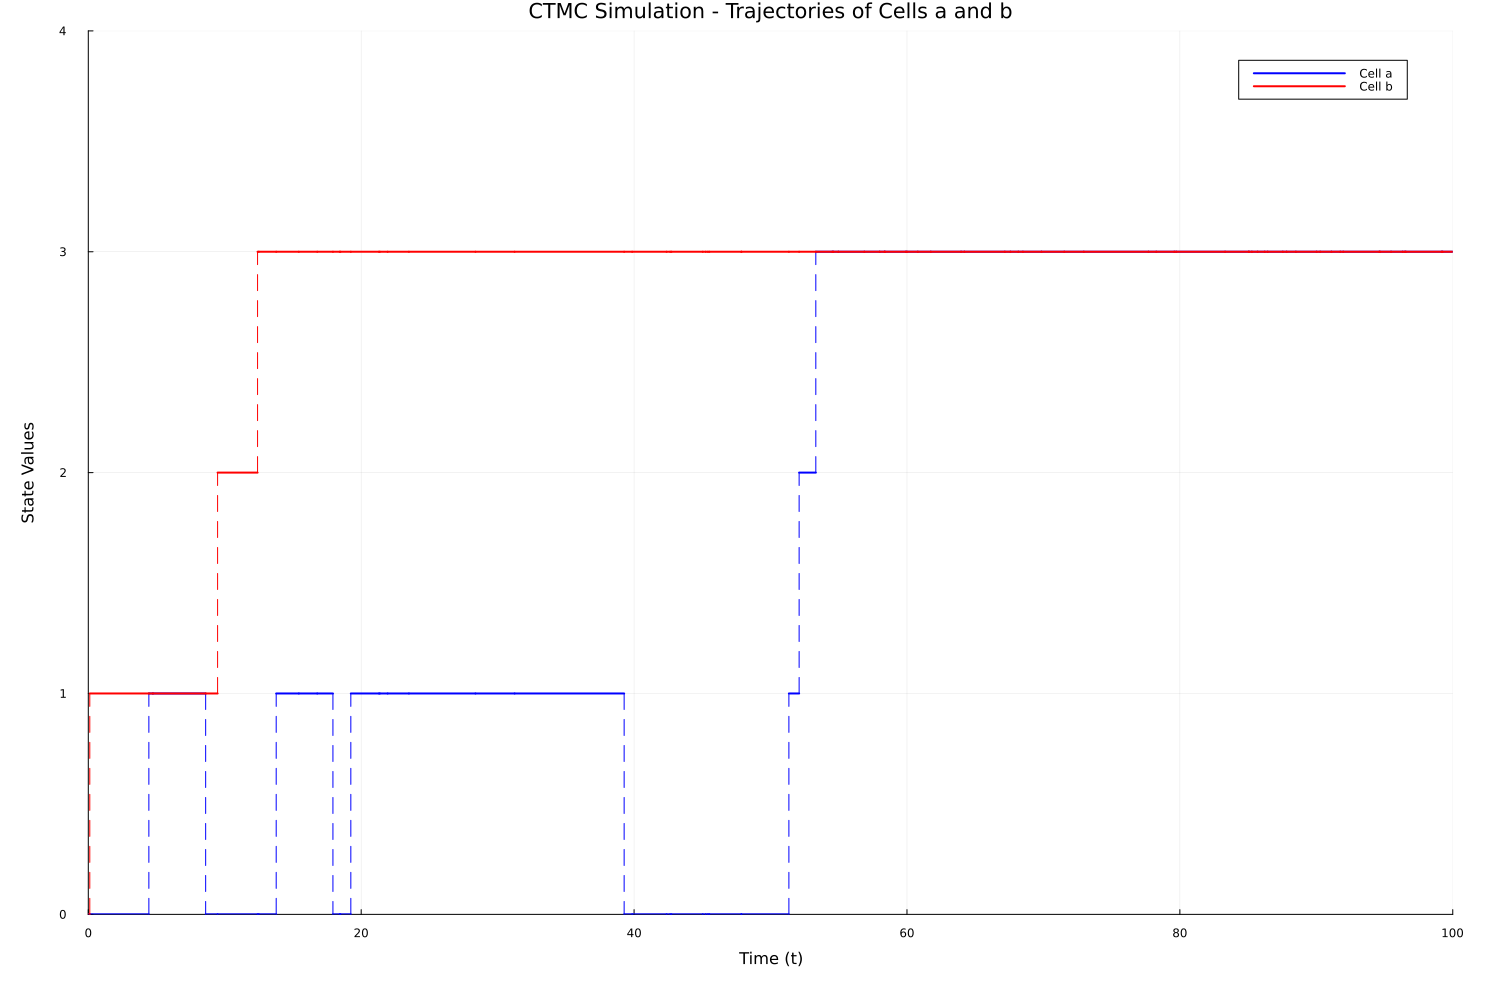 CTMC Simulation - Trajectories of Cells a and b
4
Cell a
Cell b
3
State Values
2
1
0
0 20 40 60 80 100
Time (t)